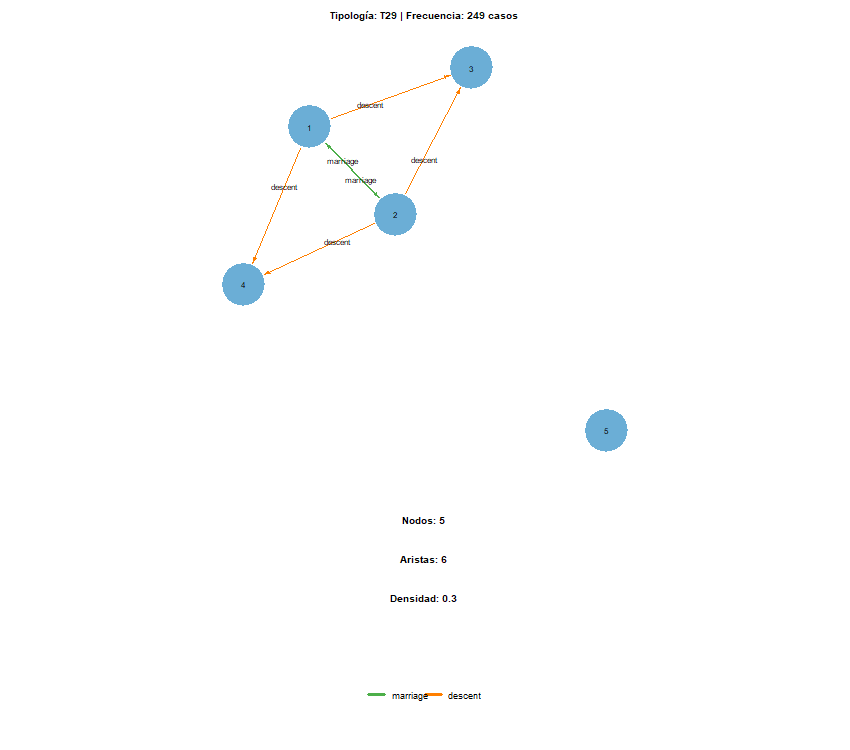 Tipología: T29 | Frecuencia: 249 casos
3
descent
1
marriage
descent
marriage
descent
2
descent
4
5
Nodos: 5
Aristas: 6
Densidad: 0.3
marriage descent